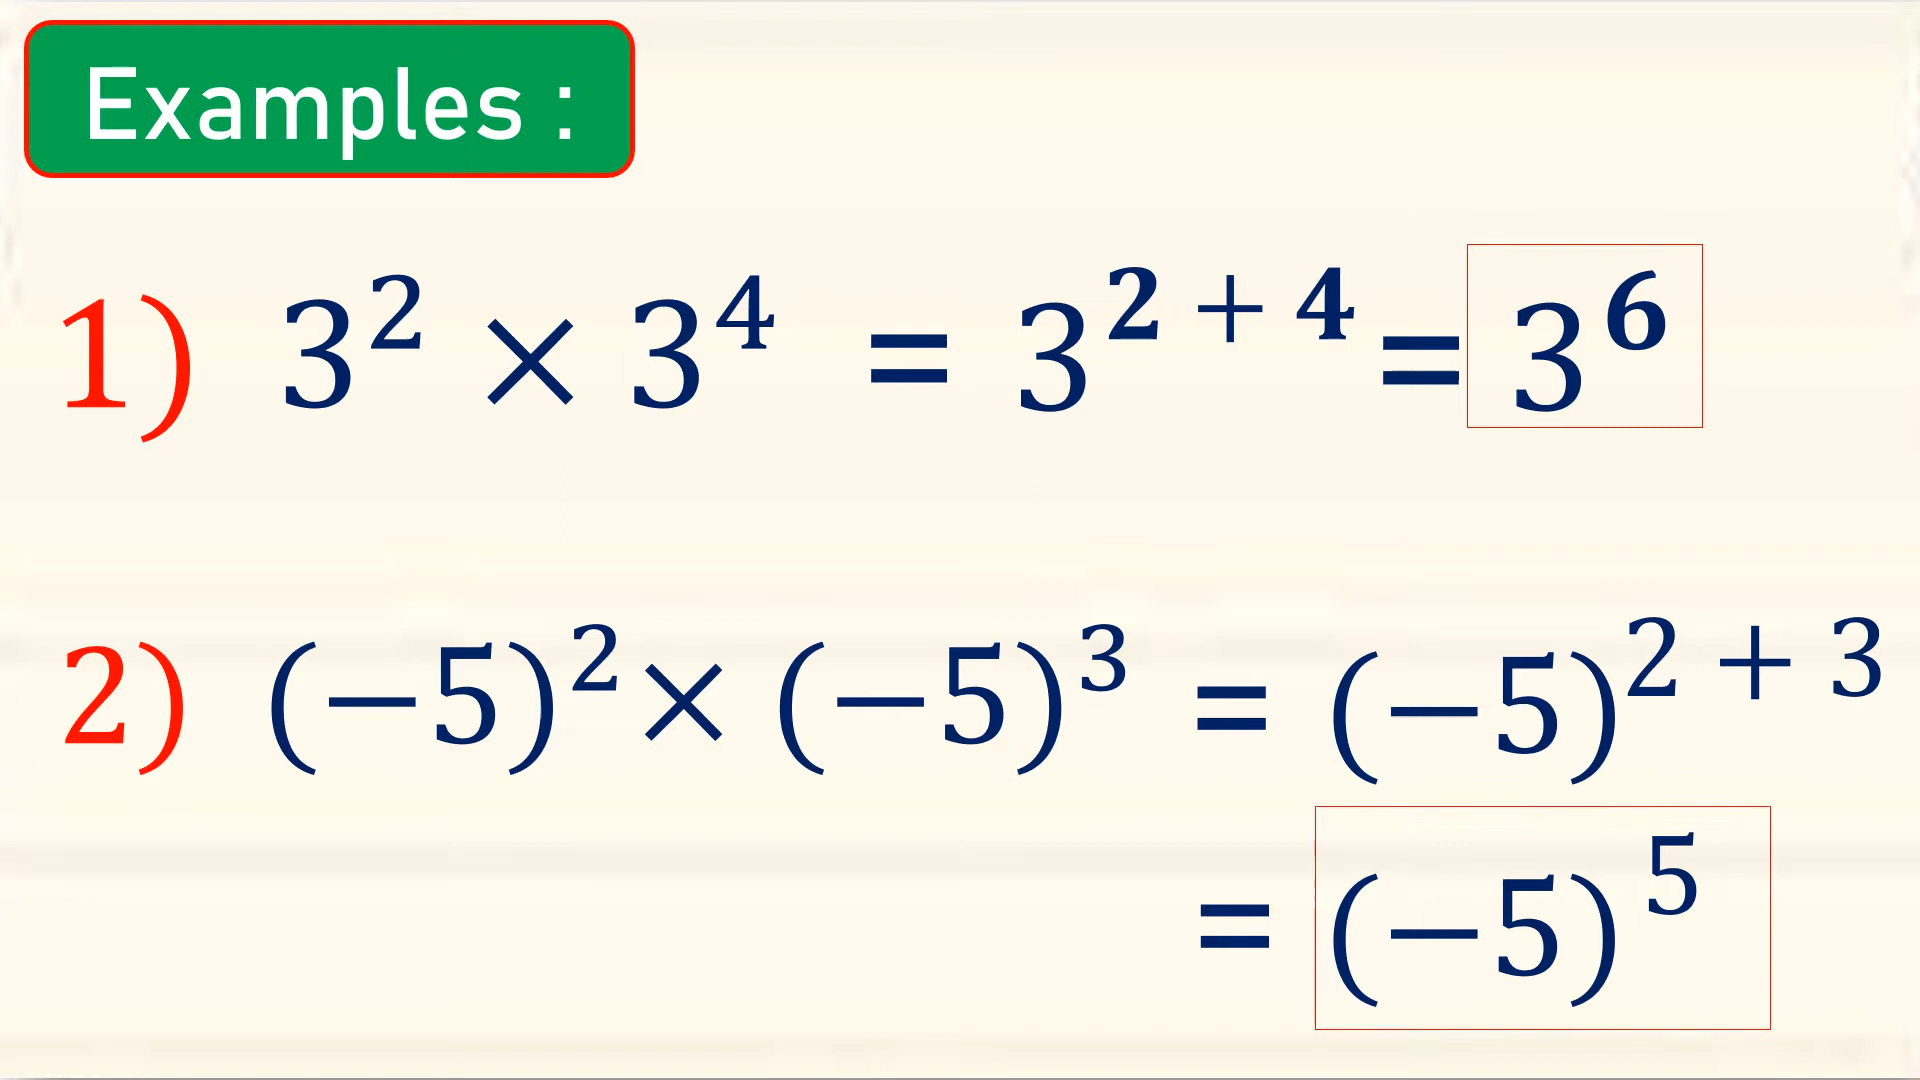 Examples :
1) 3² × 3⁴ = 3² ⁺ ⁴ = 3⁶
2) (−5)² × (−5)³ = (−5)² ⁺ ³
= (−5)⁵